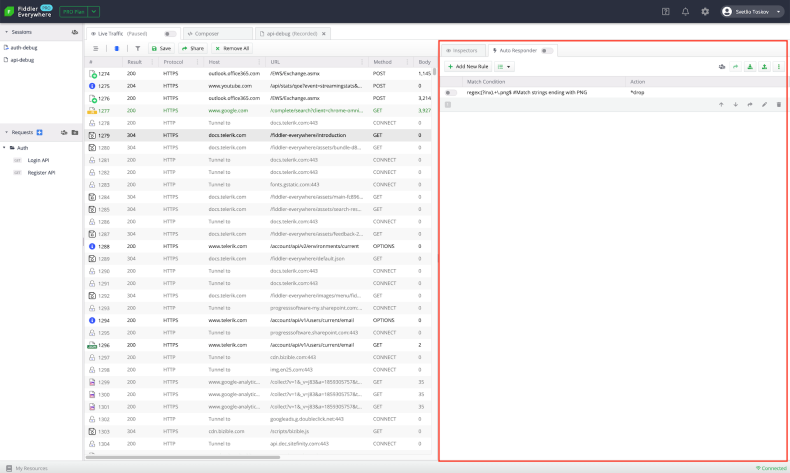 Fiddler PRO
Everywhere
PRO Plan
Svetlio Toskov
Sessions
auth-debug
api-debug
Requests
Auth
GET Login API
GET Register API
Live Traffic (Paused)
Composer
api-debug (Recorded)
Save
Share
Remove All
# Result Protocol Host URL Method Body
1274 200 HTTPS outlook.office365.com /EWS/Exchange.asmx POST 1,145
1275 200 HTTPS www.youtube.com /api/stats/qoe?event=streamingstats&... POST 0
1276 200 HTTPS outlook.office365.com /EWS/Exchange.asmx POST 3,214
1277 200 HTTPS www.google.com /complete/search?client=chrome-omni... GET 3,927
1278 200 HTTP Tunnel to docs.telerik.com:443 CONNECT 0
1279 304 HTTPS docs.telerik.com /fiddler-everywhere/introduction GET 0
1280 304 HTTPS docs.telerik.com /fiddler-everywhere/assets/bundle-d8... GET 0
1281 200 HTTP Tunnel to docs.telerik.com:443 CONNECT 0
1282 200 HTTP Tunnel to docs.telerik.com:443 CONNECT 0
1283 200 HTTP Tunnel to fonts.gstatic.com:443 CONNECT 0
1284 304 HTTPS docs.telerik.com /fiddler-everywhere/assets/main-fc896... GET 0
1285 304 HTTPS docs.telerik.com /fiddler-everywhere/assets/search-res... GET 0
1286 200 HTTP Tunnel to docs.telerik.com:443 CONNECT 0
1287 304 HTTPS docs.telerik.com /fiddler-everywhere/assets/feedback-2... GET 0
1288 200 HTTPS www.telerik.com /account/api/v2/environments/current OPTIONS 0
1289 304 HTTPS docs.telerik.com /fiddler-everywhere/default.json GET 0
1290 200 HTTP Tunnel to docs.telerik.com:443 CONNECT 0
1291 200 HTTP Tunnel to docs.telerik.com:443 CONNECT 0
1292 304 HTTPS docs.telerik.com /fiddler-everywhere/images/menu/fid... GET 0
1293 200 HTTP Tunnel to progresssoftware-my.sharepoint.com:... CONNECT 0
1294 200 HTTPS www.telerik.com /account/api/v1/users/current/email OPTIONS 0
1295 200 HTTP Tunnel to progresssoftware.sharepoint.com:443 CONNECT 0
1296 200 HTTPS www.telerik.com /account/api/v1/users/current/email GET 2
1297 200 HTTP Tunnel to cdn.bizible.com:443 CONNECT 0
1298 200 HTTP Tunnel to img.en25.com:443 CONNECT 0
1299 200 HTTPS www.google-analytic... /collect?v=1&_v=j83&a=1859305757&t... GET 35
1300 200 HTTPS www.google-analytic... /collect?v=1&_v=j83&a=1859305757&t... GET 35
1301 200 HTTPS www.google-analytic... /collect?v=1&_v=j83&a=1859305757&t... GET 35
1302 200 HTTP Tunnel to googleads.g.doubleclick.net:443 CONNECT 0
1303 304 HTTPS cdn.bizible.com /scripts/bizible.js GET 0
1304 200 HTTP Tunnel to api.dec.sitefinity.com:443 CONNECT 0
Inspectors
Auto Responder
Add New Rule
Match Condition Action
regex:(?inx).+\.png$ #Match strings ending with PNG *drop
My Resources
Connected